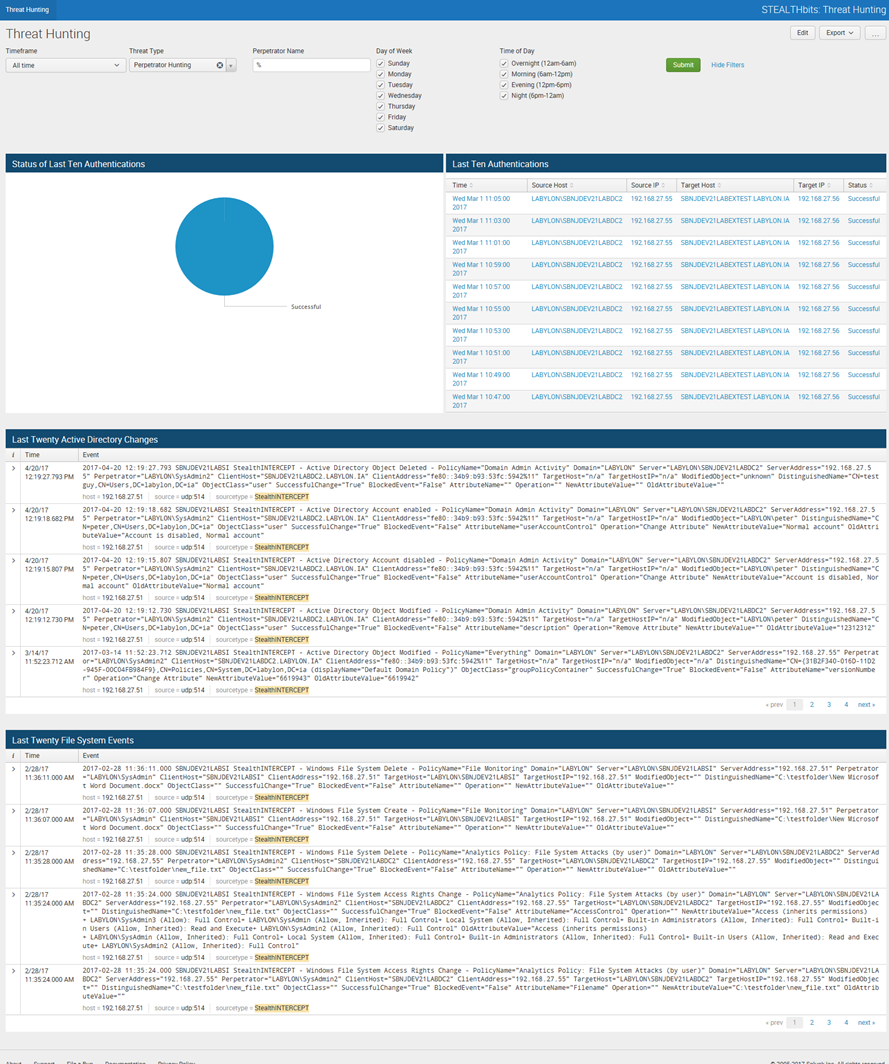 Threat Hunting
STEALTHbits: Threat Hunting
Threat Hunting
Edit
Export
...
Timeframe
Threat Type
Perpetrator Name
Day of Week
Time of Day
All time
Perpetrator Hunting
%
Sunday
Monday
Tuesday
Wednesday
Thursday
Friday
Saturday
Overnight (12am-6am)
Morning (6am-12pm)
Evening (12pm-6pm)
Night (6pm-12am)
Submit
Hide Filters
Status of Last Ten Authentications
Successful
Last Ten Authentications
Time Source Host Source IP Target Host Target IP Status
Wed Mar 1 11:05:00 LABYLON\SBNJDEV21LABDC2 192.168.27.55 SBNJDEV21LABEXTEST.LABYLON.IA 192.168.27.56 Successful
2017
Wed Mar 1 11:03:00 LABYLON\SBNJDEV21LABDC2 192.168.27.55 SBNJDEV21LABEXTEST.LABYLON.IA 192.168.27.56 Successful
2017
Wed Mar 1 11:01:00 LABYLON\SBNJDEV21LABDC2 192.168.27.55 SBNJDEV21LABEXTEST.LABYLON.IA 192.168.27.56 Successful
2017
Wed Mar 1 10:59:00 LABYLON\SBNJDEV21LABDC2 192.168.27.55 SBNJDEV21LABEXTEST.LABYLON.IA 192.168.27.56 Successful
2017
Wed Mar 1 10:57:00 LABYLON\SBNJDEV21LABDC2 192.168.27.55 SBNJDEV21LABEXTEST.LABYLON.IA 192.168.27.56 Successful
2017
Wed Mar 1 10:55:00 LABYLON\SBNJDEV21LABDC2 192.168.27.55 SBNJDEV21LABEXTEST.LABYLON.IA 192.168.27.56 Successful
2017
Wed Mar 1 10:53:00 LABYLON\SBNJDEV21LABDC2 192.168.27.55 SBNJDEV21LABEXTEST.LABYLON.IA 192.168.27.56 Successful
2017
Wed Mar 1 10:51:00 LABYLON\SBNJDEV21LABDC2 192.168.27.55 SBNJDEV21LABEXTEST.LABYLON.IA 192.168.27.56 Successful
2017
Wed Mar 1 10:49:00 LABYLON\SBNJDEV21LABDC2 192.168.27.55 SBNJDEV21LABEXTEST.LABYLON.IA 192.168.27.56 Successful
2017
Wed Mar 1 10:47:00 LABYLON\SBNJDEV21LABDC2 192.168.27.55 SBNJDEV21LABEXTEST.LABYLON.IA 192.168.27.56 Successful
2017
Last Twenty Active Directory Changes
i Time Event
4/20/17 2017-04-20 12:19:27.793 SBNJDEV21LABSI StealthINTERCEPT - Active Directory Object Deleted - PolicyName="Domain Admin Activity" Domain="LABYLON" Server="LABYLON\SBNJDEV21LABDC2" ServerAddress="192.168.27.5
12:19:27.793 PM 5" Perpetrator="LABYLON\SysAdmin2" ClientHost="SBNJDEV21LABDC2.LABYLON.IA" ClientAddress="fe80::34b9:b93:53fc:5942%11" TargetHost="n/a" TargetHostIP="n/a" ModifiedObject="unknown" DistinguishedName="CN=test
guy,CN=Users,DC=labylon,DC=ia" ObjectClass="user" SuccessfulChange="True" BlockedEvent="False" AttributeName="" Operation="" NewAttributeValue="" OldAttributeValue=""
host = 192.168.27.51 source = udp:514 sourcetype = StealthINTERCEPT
4/20/17 2017-04-20 12:19:18.682 SBNJDEV21LABSI StealthINTERCEPT - Active Directory Account enabled - PolicyName="Domain Admin Activity" Domain="LABYLON" Server="LABYLON\SBNJDEV21LABDC2" ServerAddress="192.168.27.
12:19:18.682 PM 55" Perpetrator="LABYLON\SysAdmin2" ClientHost="SBNJDEV21LABDC2.LABYLON.IA" ClientAddress="fe80::34b9:b93:53fc:5942%11" TargetHost="n/a" TargetHostIP="n/a" ModifiedObject="LABYLON\peter" DistinguishedName="C
N=peter,CN=Users,DC=labylon,DC=ia" ObjectClass="user" SuccessfulChange="True" BlockedEvent="False" AttributeName="userAccountControl" Operation="Change Attribute" NewAttributeValue="Normal account" OldAttri
buteValue="Account is disabled, Normal account"
host = 192.168.27.51 source = udp:514 sourcetype = StealthINTERCEPT
4/20/17 2017-04-20 12:19:15.807 SBNJDEV21LABSI StealthINTERCEPT - Active Directory Account disabled - PolicyName="Domain Admin Activity" Domain="LABYLON" Server="LABYLON\SBNJDEV21LABDC2" ServerAddress="192.168.27
12:19:15.807 PM .55" Perpetrator="LABYLON\SysAdmin2" ClientHost="SBNJDEV21LABDC2.LABYLON.IA" ClientAddress="fe80::34b9:b93:53fc:5942%11" TargetHost="n/a" TargetHostIP="n/a" ModifiedObject="LABYLON\peter" DistinguishedName="C
N=peter,CN=Users,DC=labylon,DC=ia" ObjectClass="user" SuccessfulChange="True" BlockedEvent="False" AttributeName="userAccountControl" Operation="Change Attribute" NewAttributeValue="Account is disabled, Nor
mal account" OldAttributeValue="Normal account"
host = 192.168.27.51 source = udp:514 sourcetype = StealthINTERCEPT
4/20/17 2017-04-20 12:19:12.730 SBNJDEV21LABSI StealthINTERCEPT - Active Directory Object Modified - PolicyName="Domain Admin Activity" Domain="LABYLON" Server="LABYLON\SBNJDEV21LABDC2" ServerAddress="192.168.27.
12:19:12.730 PM 55" Perpetrator="LABYLON\SysAdmin2" ClientHost="SBNJDEV21LABDC2.LABYLON.IA" ClientAddress="fe80::34b9:b93:53fc:5942%11" TargetHost="n/a" TargetHostIP="n/a" ModifiedObject="LABYLON\peter" DistinguishedName="C
N=peter,CN=Users,DC=labylon,DC=ia" ObjectClass="user" SuccessfulChange="True" BlockedEvent="False" AttributeName="description" Operation="Remove Attribute" NewAttributeValue="" OldAttributeValue="12312312"
host = 192.168.27.51 source = udp:514 sourcetype = StealthINTERCEPT
3/14/17 2017-03-14 11:52:23.712 SBNJDEV21LABSI StealthINTERCEPT - Active Directory Object Modified - PolicyName="Everything" Domain="LABYLON" Server="LABYLON\SBNJDEV21LABDC2" ServerAddress="192.168.27.55" Perpetrat
11:52:23.712 AM or="LABYLON\SysAdmin2" ClientHost="SBNJDEV21LABDC2.LABYLON.IA" ClientAddress="fe80::34b9:b93:53fc:5942%11" TargetHost="n/a" TargetHostIP="n/a" ModifiedObject="n/a" DistinguishedName="CN={31B2F340-016D-11D2
-945F-00C04FB984F9},CN=Policies,CN=System,DC=labylon,DC=ia (displayName="Default Domain Policy")" ObjectClass="groupPolicyContainer" SuccessfulChange="True" BlockedEvent="False" AttributeName="versionNumbe
r" Operation="Change Attribute" NewAttributeValue="6619943" OldAttributeValue="6619942"
host = 192.168.27.51 source = udp:514 sourcetype = StealthINTERCEPT
« prev 1 2 3 4 next »
Last Twenty File System Events
i Time Event
2/28/17 2017-02-28 11:36:11.000 SBNJDEV21LABSI StealthINTERCEPT - Windows File System Delete - PolicyName="File Monitoring" Domain="LABYLON" Server="SBNJDEV21LABSI" ServerAddress="192.168.27.51" Perpetrator
11:36:11.000 AM ="LABYLON\SysAdmin" ClientHost="SBNJDEV21LABSI" ClientAddress="192.168.27.51" TargetHost="LABYLON\SBNJDEV21LABSI" TargetHostIP="192.168.27.51" ModifiedObject="" DistinguishedName="C:\testfolder\New Microsof
t Word Document.docx" ObjectClass="" SuccessfulChange="True" BlockedEvent="False" AttributeName="" Operation="" NewAttributeValue="" OldAttributeValue=""
host = 192.168.27.51 source = udp:514 sourcetype = StealthINTERCEPT
2/28/17 2017-02-28 11:36:07.000 SBNJDEV21LABSI StealthINTERCEPT - Windows File System Create - PolicyName="File Monitoring" Domain="LABYLON" Server="SBNJDEV21LABSI" ServerAddress="192.168.27.51" Perpetrator
11:36:07.000 AM ="LABYLON\SysAdmin" ClientHost="SBNJDEV21LABSI" ClientAddress="192.168.27.51" TargetHost="LABYLON\SBNJDEV21LABSI" TargetHostIP="192.168.27.51" ModifiedObject="" DistinguishedName="C:\testfolder\New Microsof
t Word Document.docx" ObjectClass="" SuccessfulChange="True" BlockedEvent="False" AttributeName="" Operation="" NewAttributeValue="" OldAttributeValue=""
host = 192.168.27.51 source = udp:514 sourcetype = StealthINTERCEPT
2/28/17 2017-02-28 11:35:28.000 SBNJDEV21LABSI StealthINTERCEPT - Windows File System Delete - PolicyName="Analytics Policy: File System Attacks (by user)" Domain="LABYLON" Server="SBNJDEV21LABDC2" ServerAd
11:35:28.000 AM dress="192.168.27.55" Perpetrator="LABYLON\SysAdmin2" ClientHost="SBNJDEV21LABDC2" ClientAddress="192.168.27.55" TargetHost="LABYLON\SBNJDEV21LABDC2" TargetHostIP="192.168.27.55" ModifiedObject="" Distingui
shedName="C:\testfolder\new_file.txt" ObjectClass="" SuccessfulChange="True" BlockedEvent="False" AttributeName="" Operation="" NewAttributeValue="" OldAttributeValue=""
host = 192.168.27.51 source = udp:514 sourcetype = StealthINTERCEPT
2/28/17 2017-02-28 11:35:24.000 SBNJDEV21LABSI StealthINTERCEPT - Windows File System Access Rights Change - PolicyName="Analytics Policy: File System Attacks (by user)" Domain="LABYLON" Server="SBNJDEV21LA
11:35:24.000 AM BDC2" ServerAddress="192.168.27.55" Perpetrator="LABYLON\SysAdmin2" ClientHost="SBNJDEV21LABDC2" ClientAddress="192.168.27.55" TargetHost="LABYLON\SBNJDEV21LABDC2" TargetHostIP="192.168.27.55" ModifiedObje
ct="" DistinguishedName="C:\testfolder\new_file.txt" ObjectClass="" SuccessfulChange="True" BlockedEvent="False" AttributeName="AccessControl" Operation="" NewAttributeValue="Access (inherits permissions)
+ LABYLON\SysAdmin3 (Allow): Full Control+ LABYLON\SysAdmin (Allow, Inherited): Full Control+ Local System (Allow, Inherited): Full Control+ Built-in Administrators (Allow, Inherited): Full Control+ Built-i
n Users (Allow, Inherited): Read and Execute+ LABYLON\SysAdmin2 (Allow, Inherited): Full Control" OldAttributeValue="Access (inherits permissions)
+ LABYLON\SysAdmin (Allow, Inherited): Full Control+ Local System (Allow, Inherited): Full Control+ Built-in Administrators (Allow, Inherited): Full Control+ Built-in Users (Allow, Inherited): Read and Exec
ute+ LABYLON\SysAdmin2 (Allow, Inherited): Full Control"
host = 192.168.27.51 source = udp:514 sourcetype = StealthINTERCEPT
2/28/17 2017-02-28 11:35:24.000 SBNJDEV21LABSI StealthINTERCEPT - Windows File System Access Rights Change - PolicyName="Analytics Policy: File System Attacks (by user)" Domain="LABYLON" Server="SBNJDEV21LA
11:35:24.000 AM BDC2" ServerAddress="192.168.27.55" Perpetrator="LABYLON\SysAdmin2" ClientHost="SBNJDEV21LABDC2" ClientAddress="192.168.27.55" TargetHost="LABYLON\SBNJDEV21LABDC2" TargetHostIP="192.168.27.55" ModifiedObje
ct="" DistinguishedName="C:\testfolder\new_file.txt" ObjectClass="" SuccessfulChange="True" BlockedEvent="False" AttributeName="Filename" Operation="" NewAttributeValue="C:\testfolder\new_file.txt" OldAttrib
uteValue=""
host = 192.168.27.51 source = udp:514 sourcetype = StealthINTERCEPT
« prev 1 2 3 4 next »
About Support File a Bug Documentation Privacy Policy
© 2005-2017 Splunk Inc. All rights reserved.